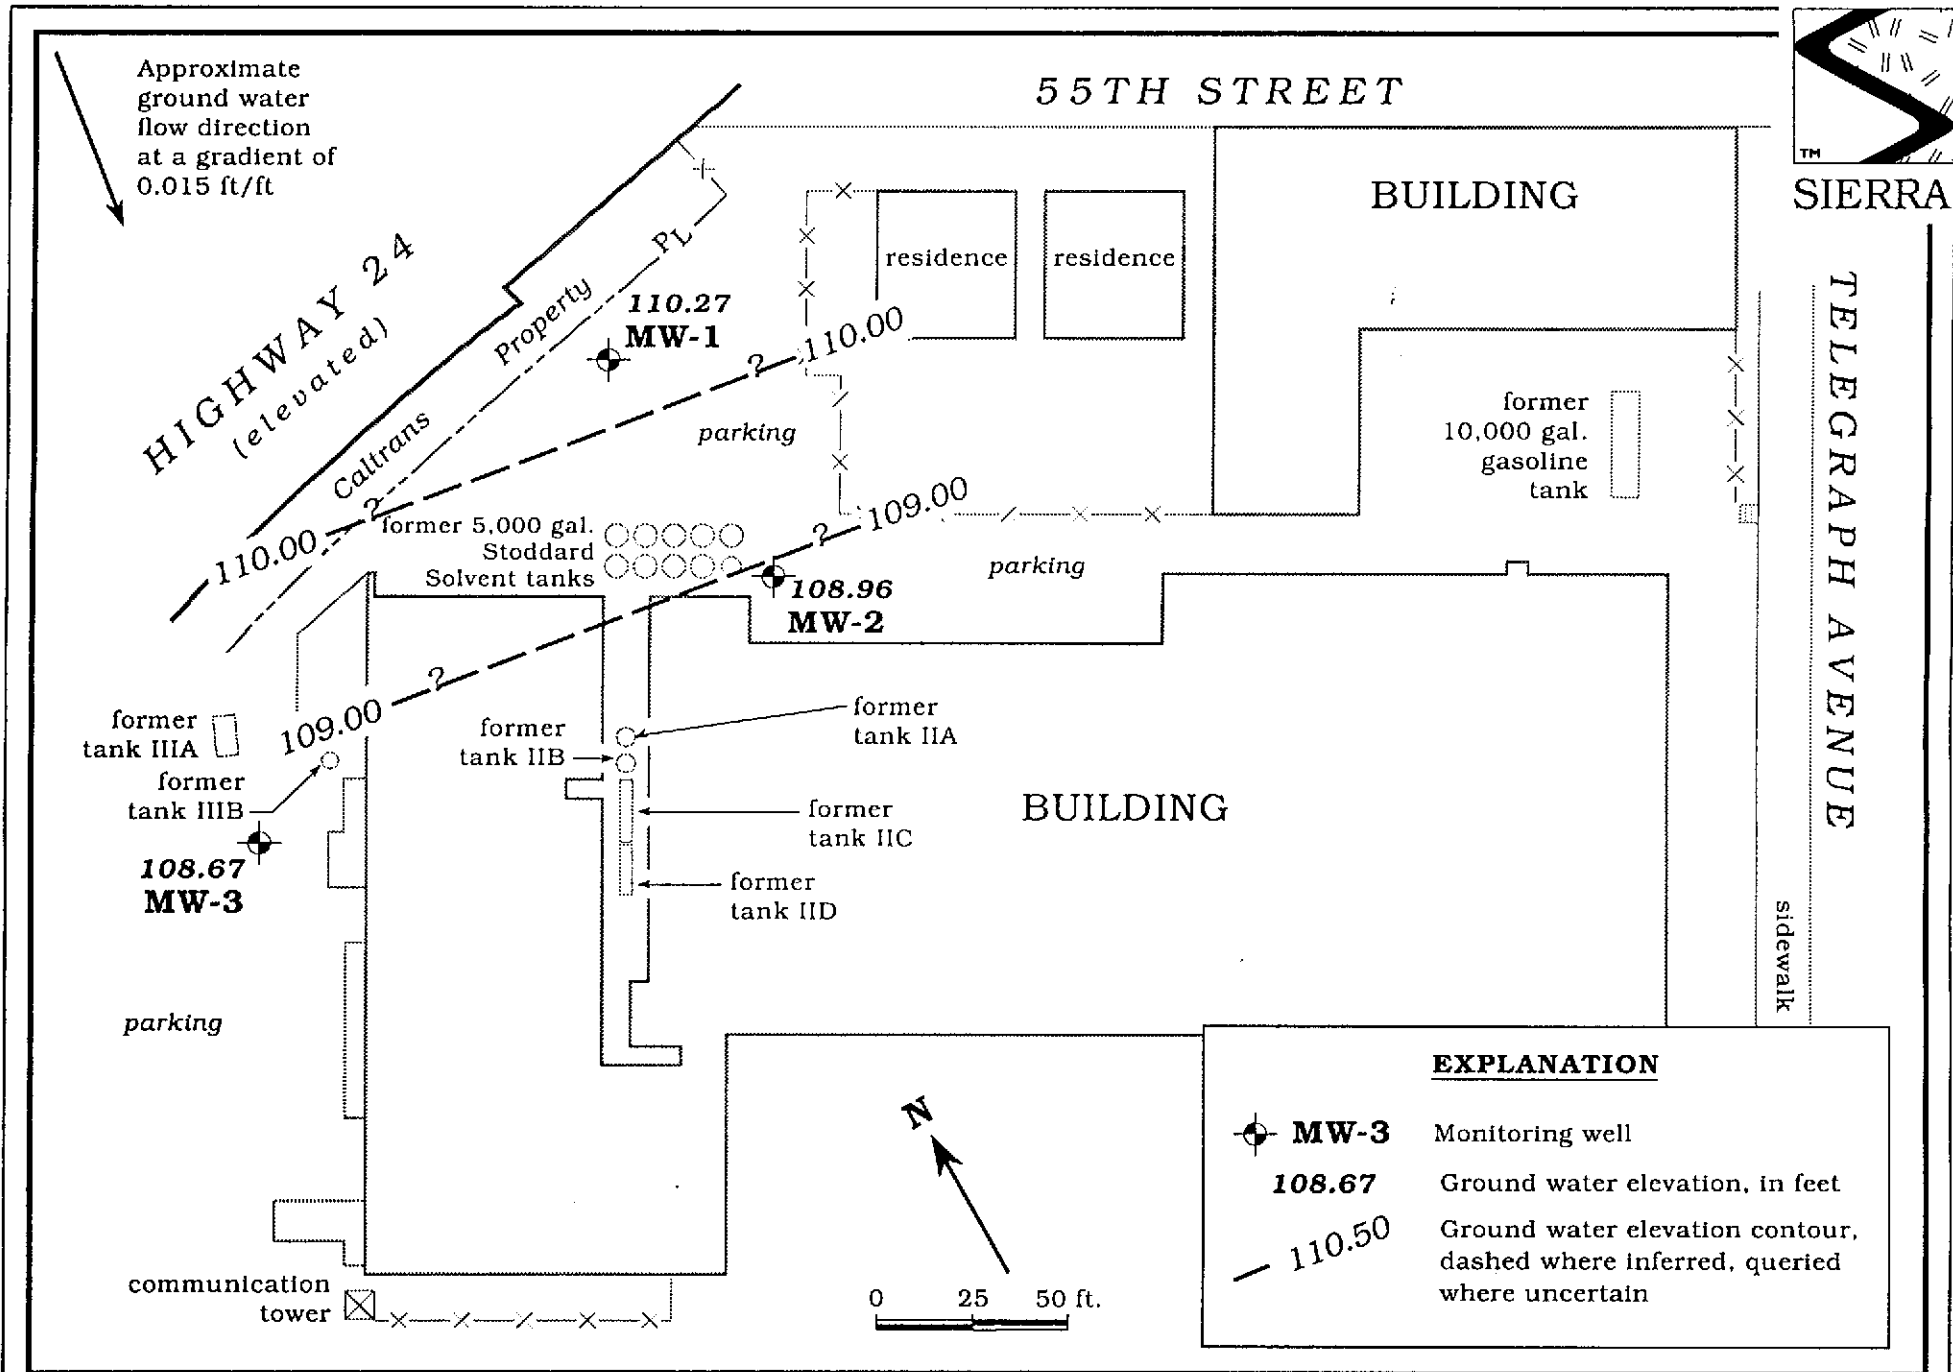 Approximate
ground water
flow direction
at a gradient of
0.015 ft/ft
55TH STREET
TM
SIERRA
BUILDING
residence
residence
HIGHWAY 24
(elevated)
Caltrans Property PL
110.27
MW-1
? 110.00
parking
former
10,000 gal.
gasoline
tank
TELEGRAPH AVENUE
110.00 ?
former 5,000 gal.
Stoddard
Solvent tanks
? 109.00
parking
108.96
MW-2
109.00 ?
former
tank IIIA
former
tank IIIB
former
tank IIB
former
tank IIA
former
tank IIC
former
tank IID
BUILDING
108.67
MW-3
sidewalk
parking
communication
tower
N
0 25 50 ft.
EXPLANATION
MW-3 Monitoring well
108.67 Ground water elevation, in feet
110.50 Ground water elevation contour,
dashed where inferred, queried
where uncertain